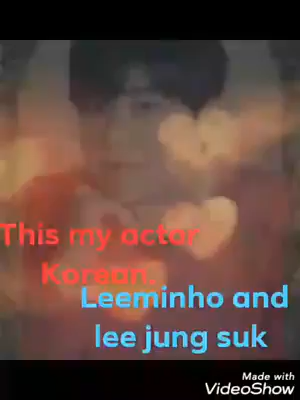 This my actor
Korean.
Leeminho and
lee jung suk
Made with
VideoShow